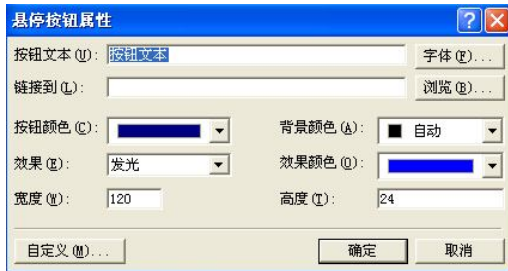 悬停按钮属性
按钮文本(U): 按钮文本 字体(F)...
链接到(L): 浏览(B)...
按钮颜色(C): 背景颜色(A): 自动
效果(E): 发光 效果颜色(O):
宽度(W): 120 高度(T): 24
自定义(M)... 确定 取消